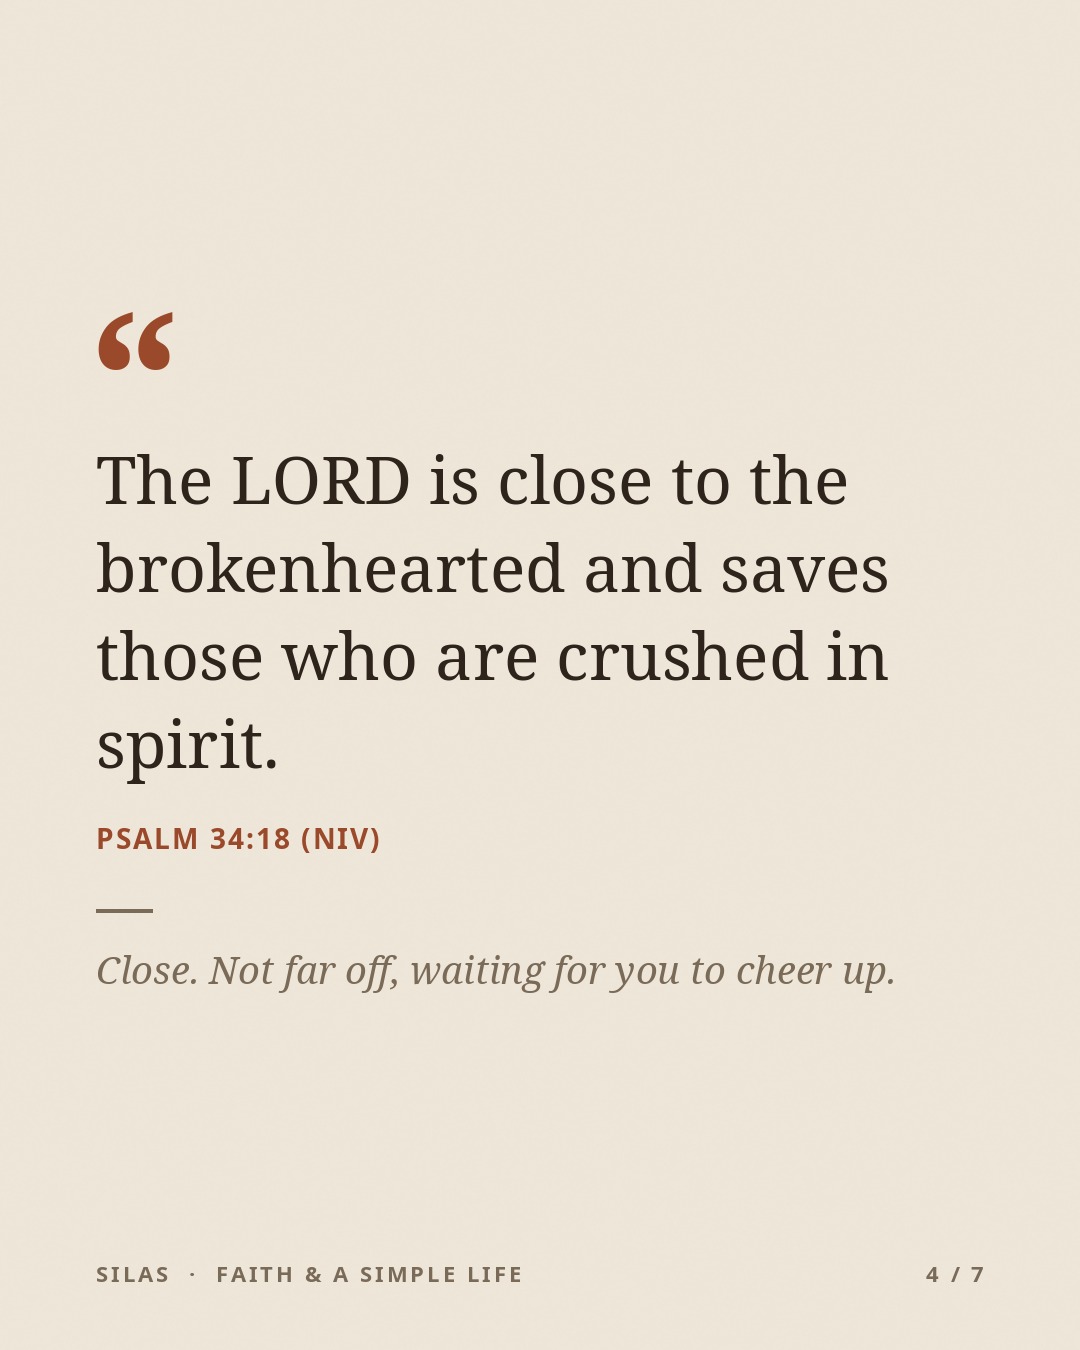 “
The LORD is close to the
brokenhearted and saves
those who are crushed in
spirit.
PSALM 34:18 (NIV)
Close. Not far off, waiting for you to cheer up.
SILAS · FAITH & A SIMPLE LIFE
4 / 7